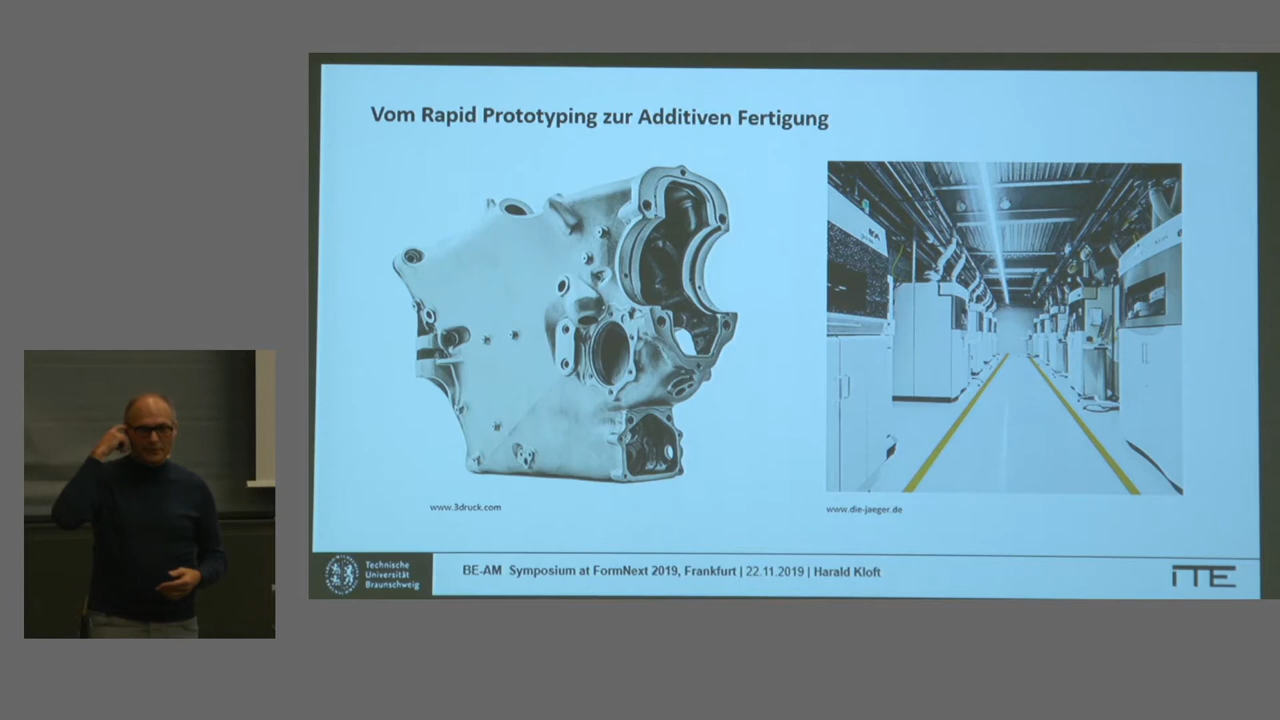 Vom Rapid Prototyping zur Additiven Fertigung
www.3druck.com
www.die-jaeger.de
Technische
Universität
Braunschweig
BE-AM Symposium at FormNext 2019, Frankfurt | 22.11.2019 | Harald Kloft
iTE